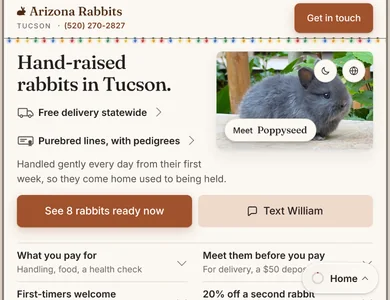 Arizona Rabbits
TUCSON · (520) 270-2827
Get in touch
Hand-raised
rabbits in Tucson.
Free delivery statewide
Purebred lines, with pedigrees
Meet Poppyseed
Handled gently every day from their first
week, so they come home used to being held.
See 8 rabbits ready now
Text William
What you pay for
Handling, food, a health check
Meet them before you pay
For delivery, a $50
Home
First-timers welcome
20% off a second rabbit